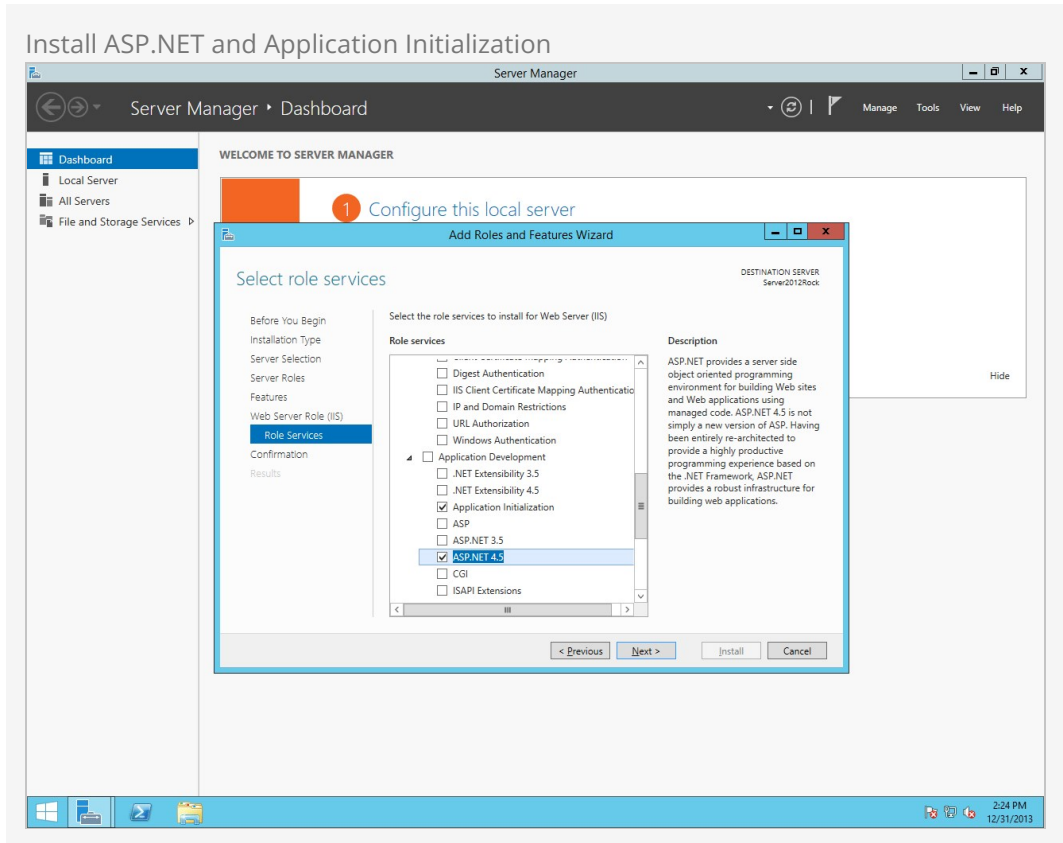 Install ASP.NET and Application Initialization
Server Manager
Server Manager • Dashboard
Manage Tools View Help
Dashboard
Local Server
All Servers
File and Storage Services
WELCOME TO SERVER MANAGER
1 Configure this local server
Hide
Add Roles and Features Wizard
Select role services
DESTINATION SERVER
Server2012Rock
Before You Begin
Installation Type
Server Selection
Server Roles
Features
Web Server Role (IIS)
Role Services
Confirmation
Results
Select the role services to install for Web Server (IIS)
Role services
Digest Authentication
IIS Client Certificate Mapping Authenticatio
IP and Domain Restrictions
URL Authorization
Windows Authentication
Application Development
.NET Extensibility 3.5
.NET Extensibility 4.5
Application Initialization
ASP
ASP.NET 3.5
ASP.NET 4.5
CGI
ISAPI Extensions
Description
ASP.NET provides a server side
object oriented programming
environment for building Web sites
and Web applications using
managed code. ASP.NET 4.5 is not
simply a new version of ASP. Having
been entirely re-architected to
provide a highly productive
programming experience based on
the .NET Framework, ASP.NET
provides a robust infrastructure for
building web applications.
< Previous
Next >
Install
Cancel
2:24 PM
12/31/2013